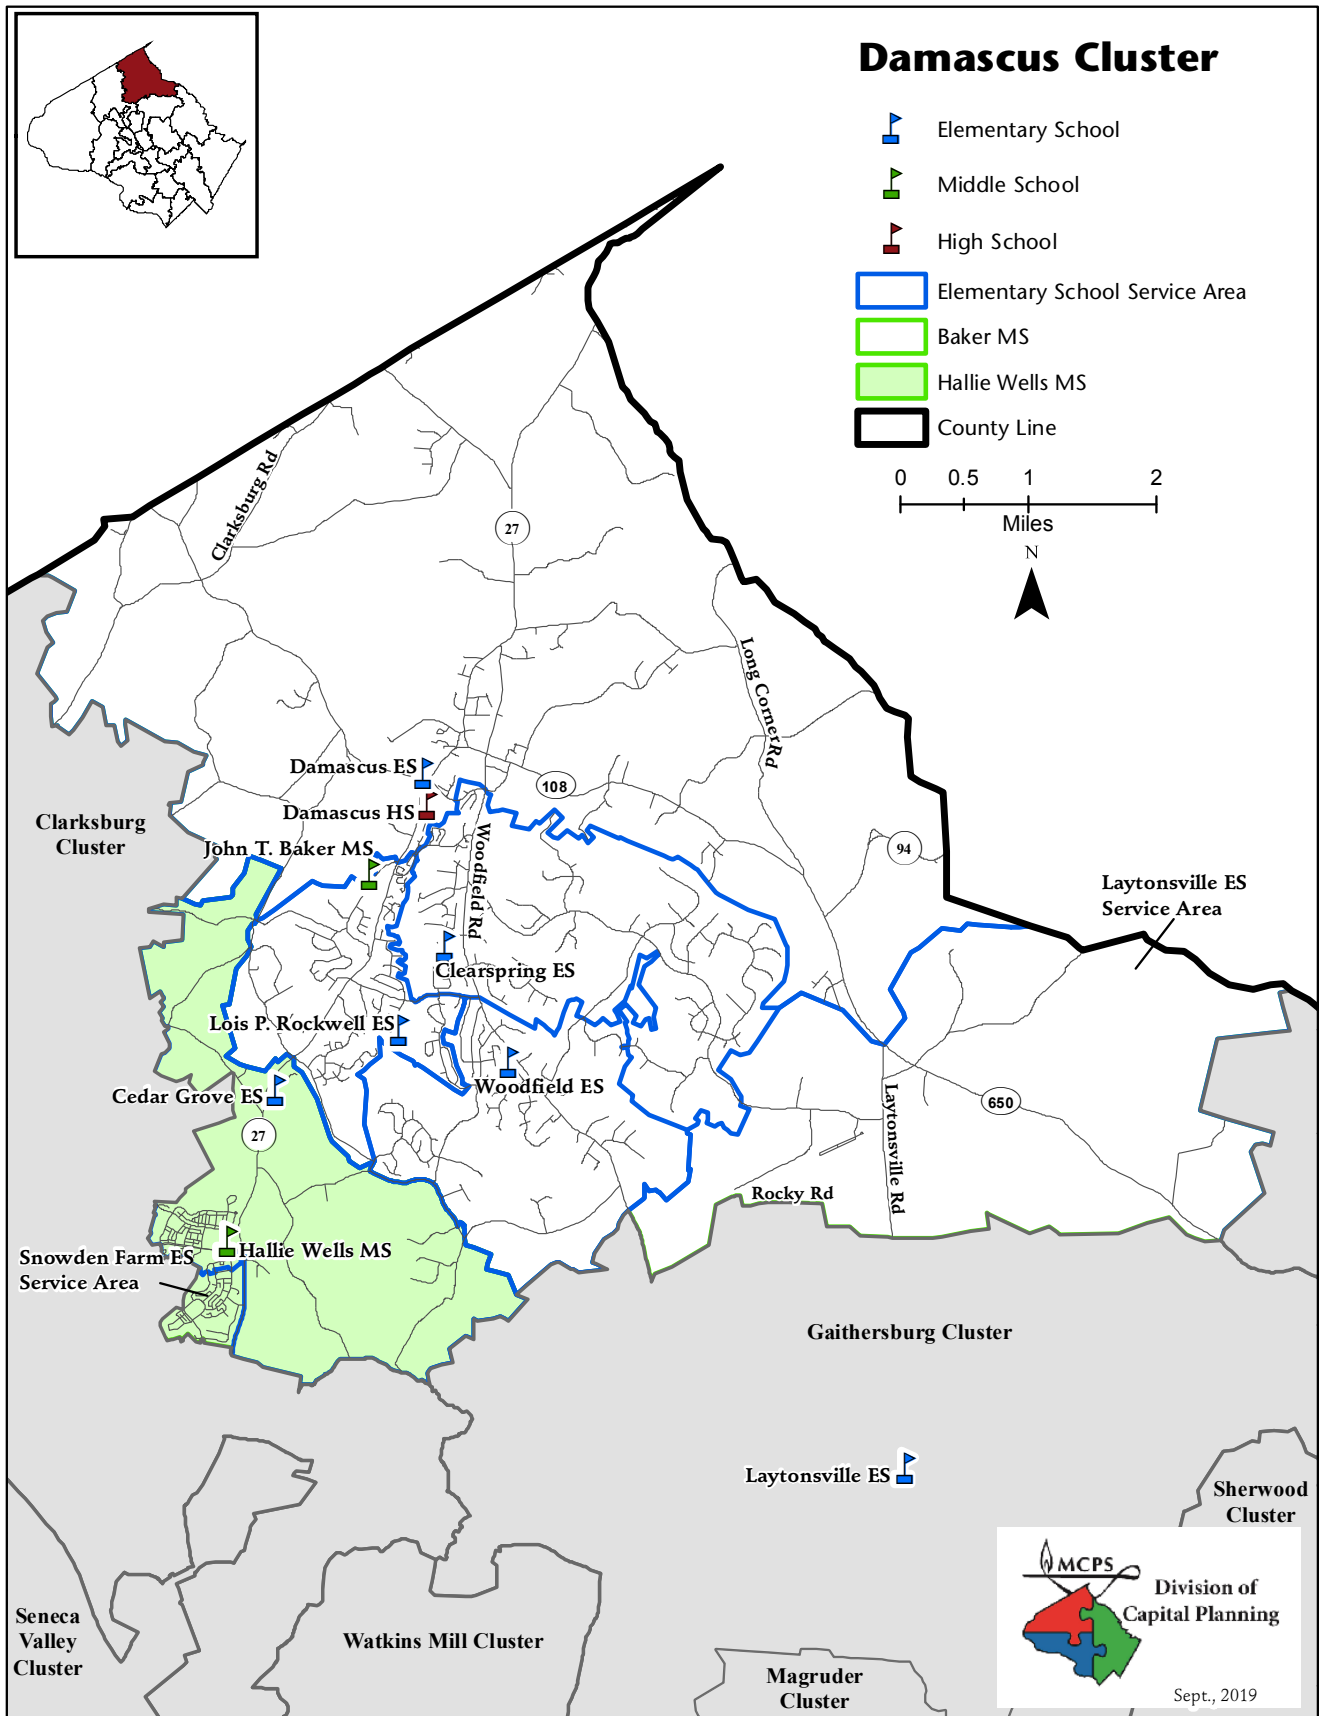 Damascus Cluster
Elementary School
Middle School
High School
Elementary School Service Area
Baker MS
Hallie Wells MS
County Line
0 0.5 1 2
Miles
N
Clarksburg Rd
27
Long Corner Rd
Damascus ES
108
Damascus HS
Clarksburg
Cluster
John T. Baker MS
Woodfield Rd
94
Laytonsville ES
Service Area
Clearspring ES
Lois P. Rockwell ES
Woodfield ES
Cedar Grove ES
650
27
Laytonsville Rd
Rocky Rd
Hallie Wells MS
Snowden Farm ES
Service Area
Gaithersburg Cluster
Laytonsville ES
Sherwood
Cluster
MCPS
Division of
Capital Planning
Seneca
Valley
Cluster
Watkins Mill Cluster
Magruder
Cluster
Sept., 2019